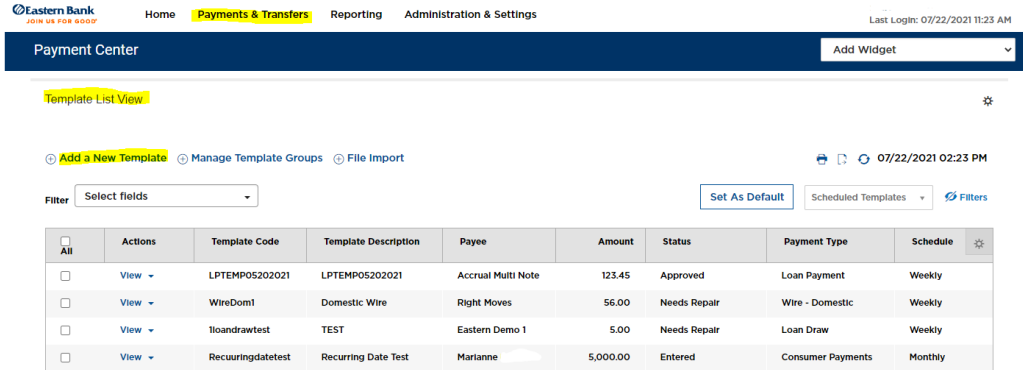 Eastern Bank
JOIN US FOR GOOD
Home Payments & Transfers Reporting Administration & Settings
Last Login: 07/22/2021 11:23 AM
Payment Center Add Widget
Template List View
Add a New Template Manage Template Groups File Import 07/22/2021 02:23 PM
Filter Select fields Set As Default Scheduled Templates Filters
All Actions Template Code Template Description Payee Amount Status Payment Type Schedule
View LPTEMP05202021 LPTEMP05202021 Accrual Multi Note 123.45 Approved Loan Payment Weekly
View WireDom1 Domestic Wire Right Moves 56.00 Needs Repair Wire - Domestic Weekly
View 1loandrawtest TEST Eastern Demo 1 5.00 Needs Repair Loan Draw Weekly
View Recuuringdatetest Recurring Date Test Marianne 5,000.00 Entered Consumer Payments Monthly